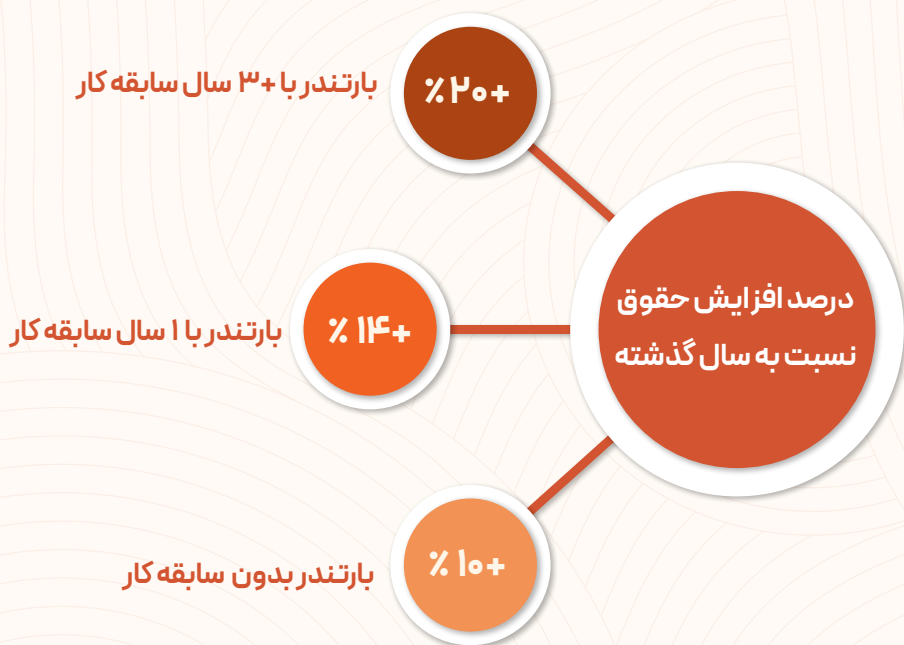 درصد افزایش حقوق
نسبت به سال گذشته
+۲۰٪
بارتندر با +۳ سال سابقه کار
+۱۴ ٪
بارتندر با ۱ سال سابقه کار
+۱۰ ٪
بارتندر بدون سابقه کار